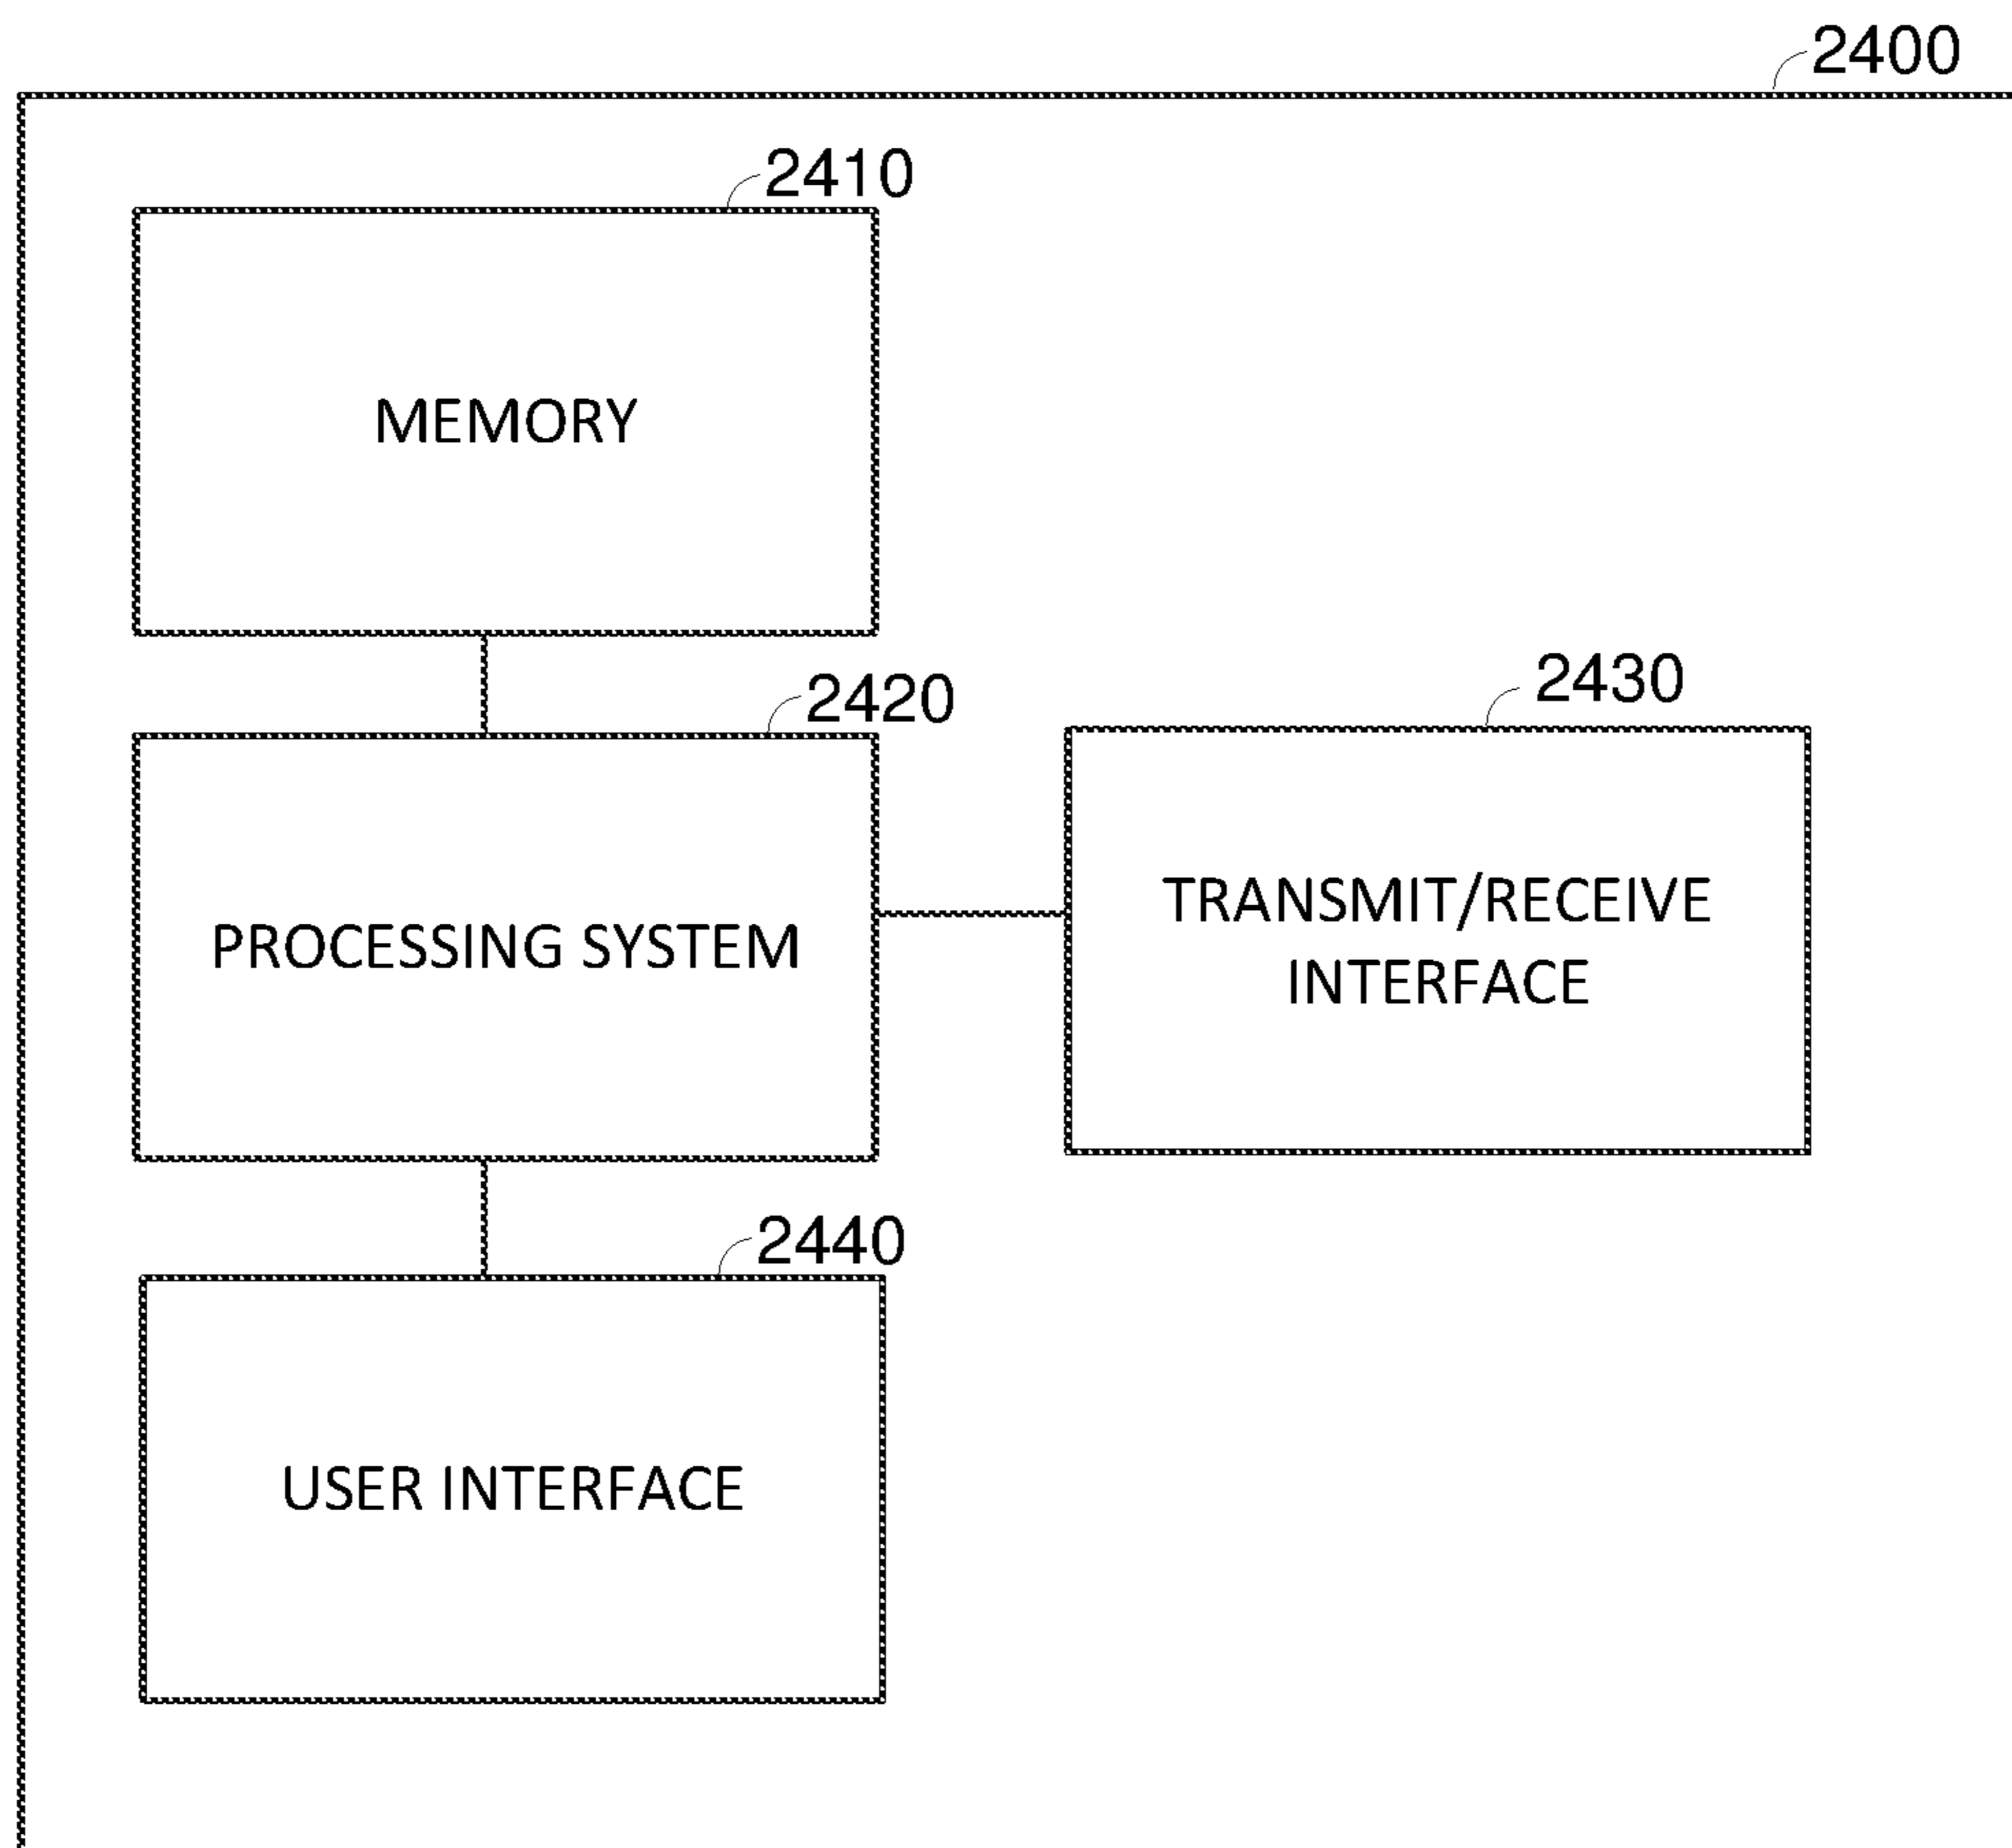 2400
2410
MEMORY
2420
PROCESSING SYSTEM
2430
TRANSMIT/RECEIVE
INTERFACE
2440
USER INTERFACE